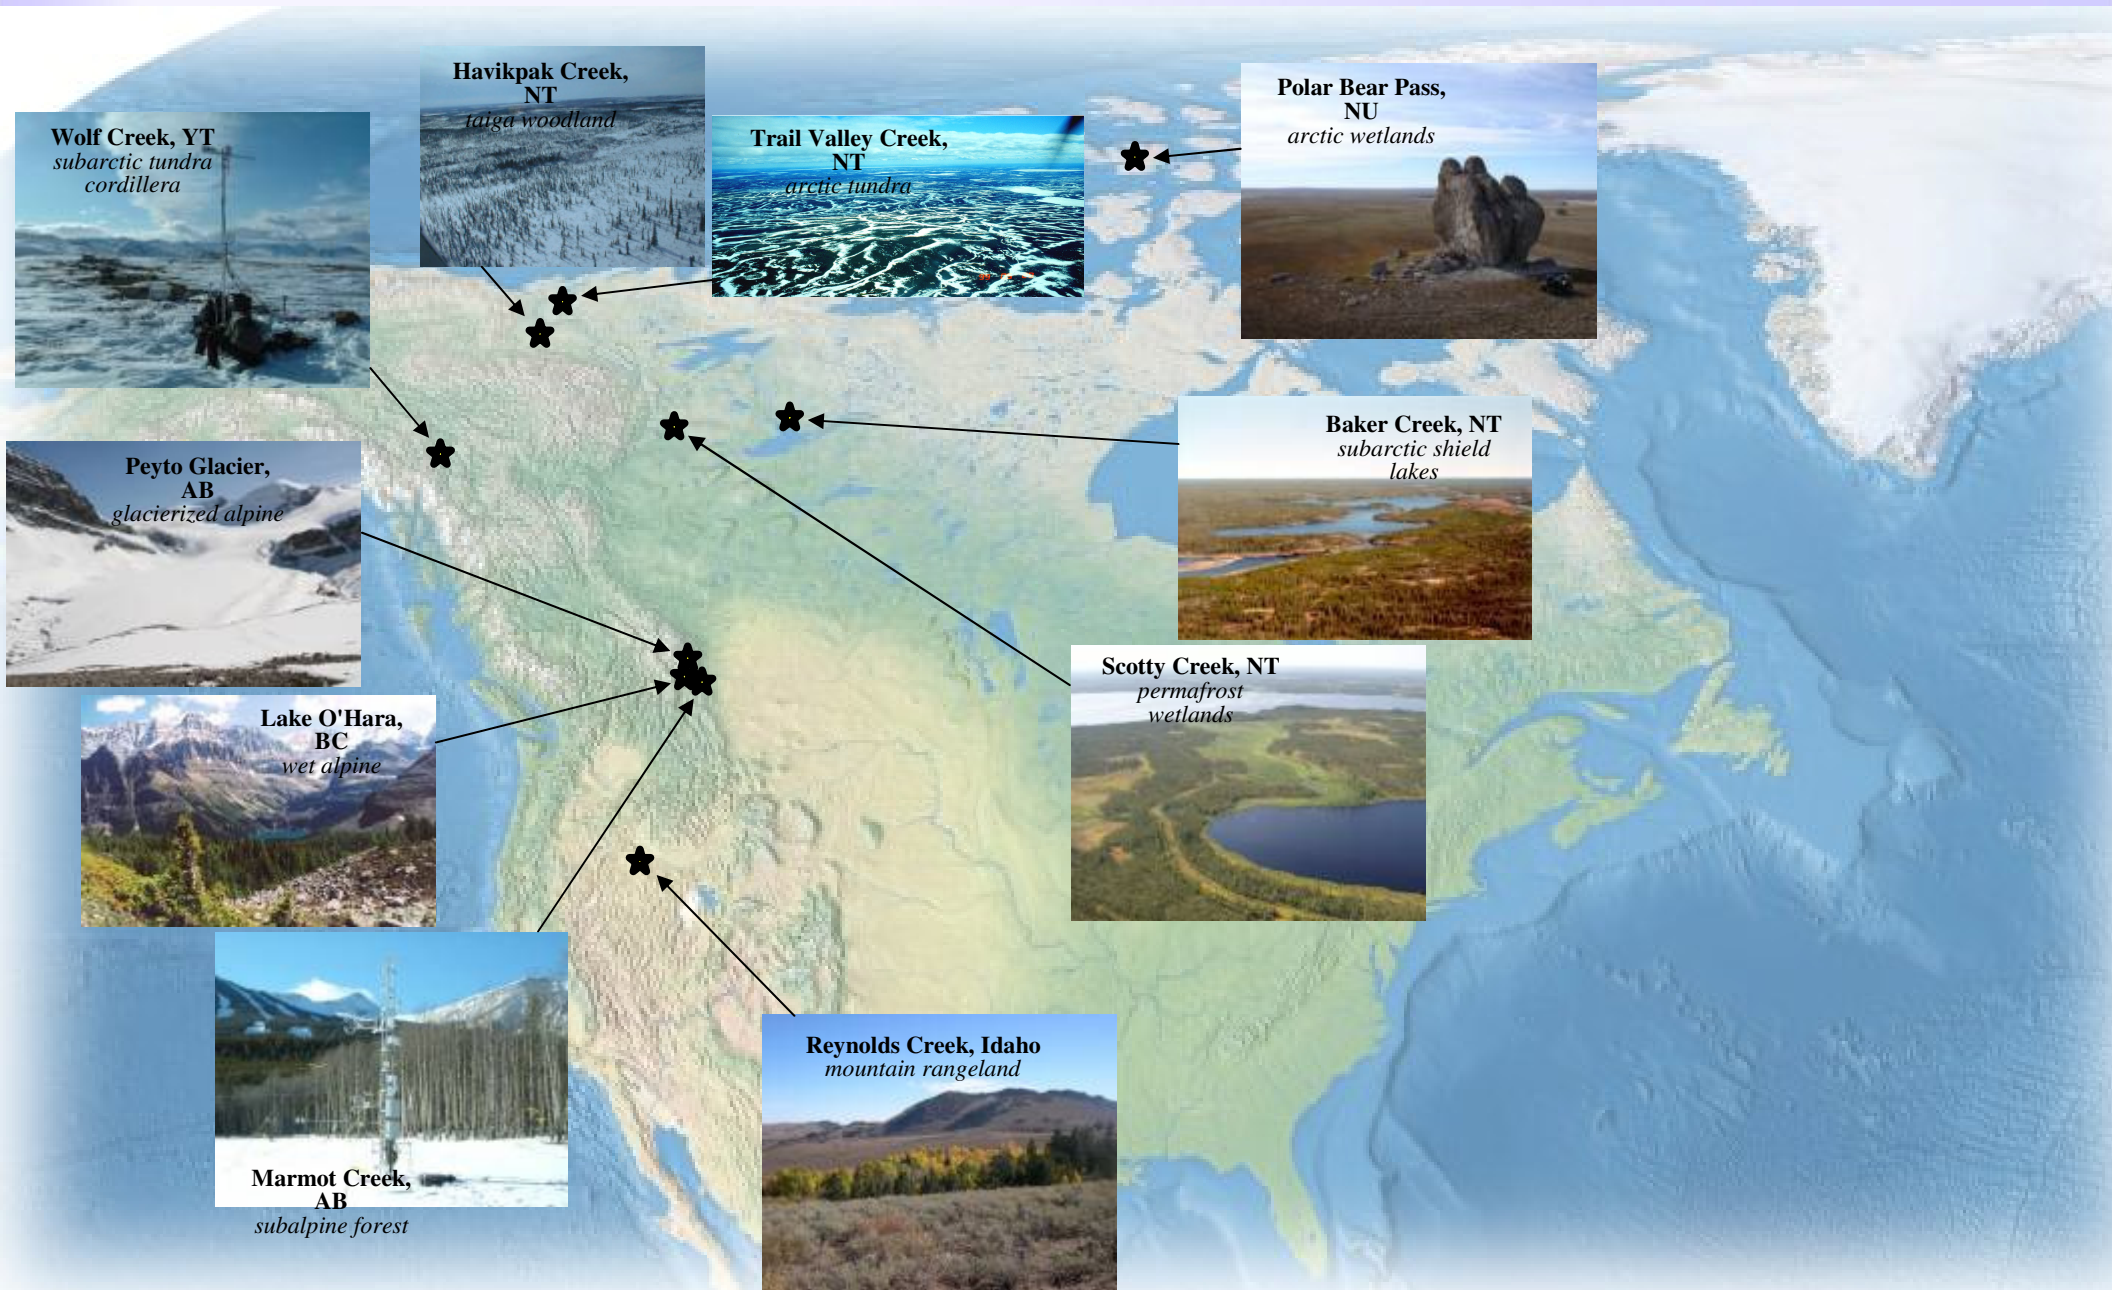 Havikpak Creek,
NT
taiga woodland
Polar Bear Pass,
NU
arctic wetlands
Wolf Creek, YT
subarctic tundra
cordillera
Trail Valley Creek,
NT
arctic tundra
Baker Creek, NT
subarctic shield
lakes
Peyto Glacier,
AB
glacierized alpine
Scotty Creek, NT
permafrost
wetlands
Lake O'Hara,
BC
wet alpine
Reynolds Creek, Idaho
mountain rangeland
Marmot Creek,
AB
subalpine forest